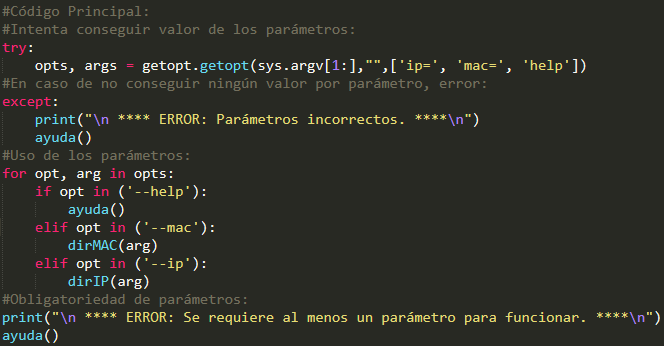 #Código Principal:
#Intenta conseguir valor de los parámetros:
try:
    opts, args = getopt.getopt(sys.argv[1:],"",['ip=', 'mac=', 'help'])
#En caso de no conseguir ningún valor por parámetro, error:
except:
    print("\n **** ERROR: Parámetros incorrectos. ****\n")
    ayuda()
#Uso de los parámetros:
for opt, arg in opts:
    if opt in ('--help'):
        ayuda()
    elif opt in ('--mac'):
        dirMAC(arg)
    elif opt in ('--ip'):
        dirIP(arg)
#Obligatoriedad de parámetros:
print("\n **** ERROR: Se requiere al menos un parámetro para funcionar. ****\n")
ayuda()